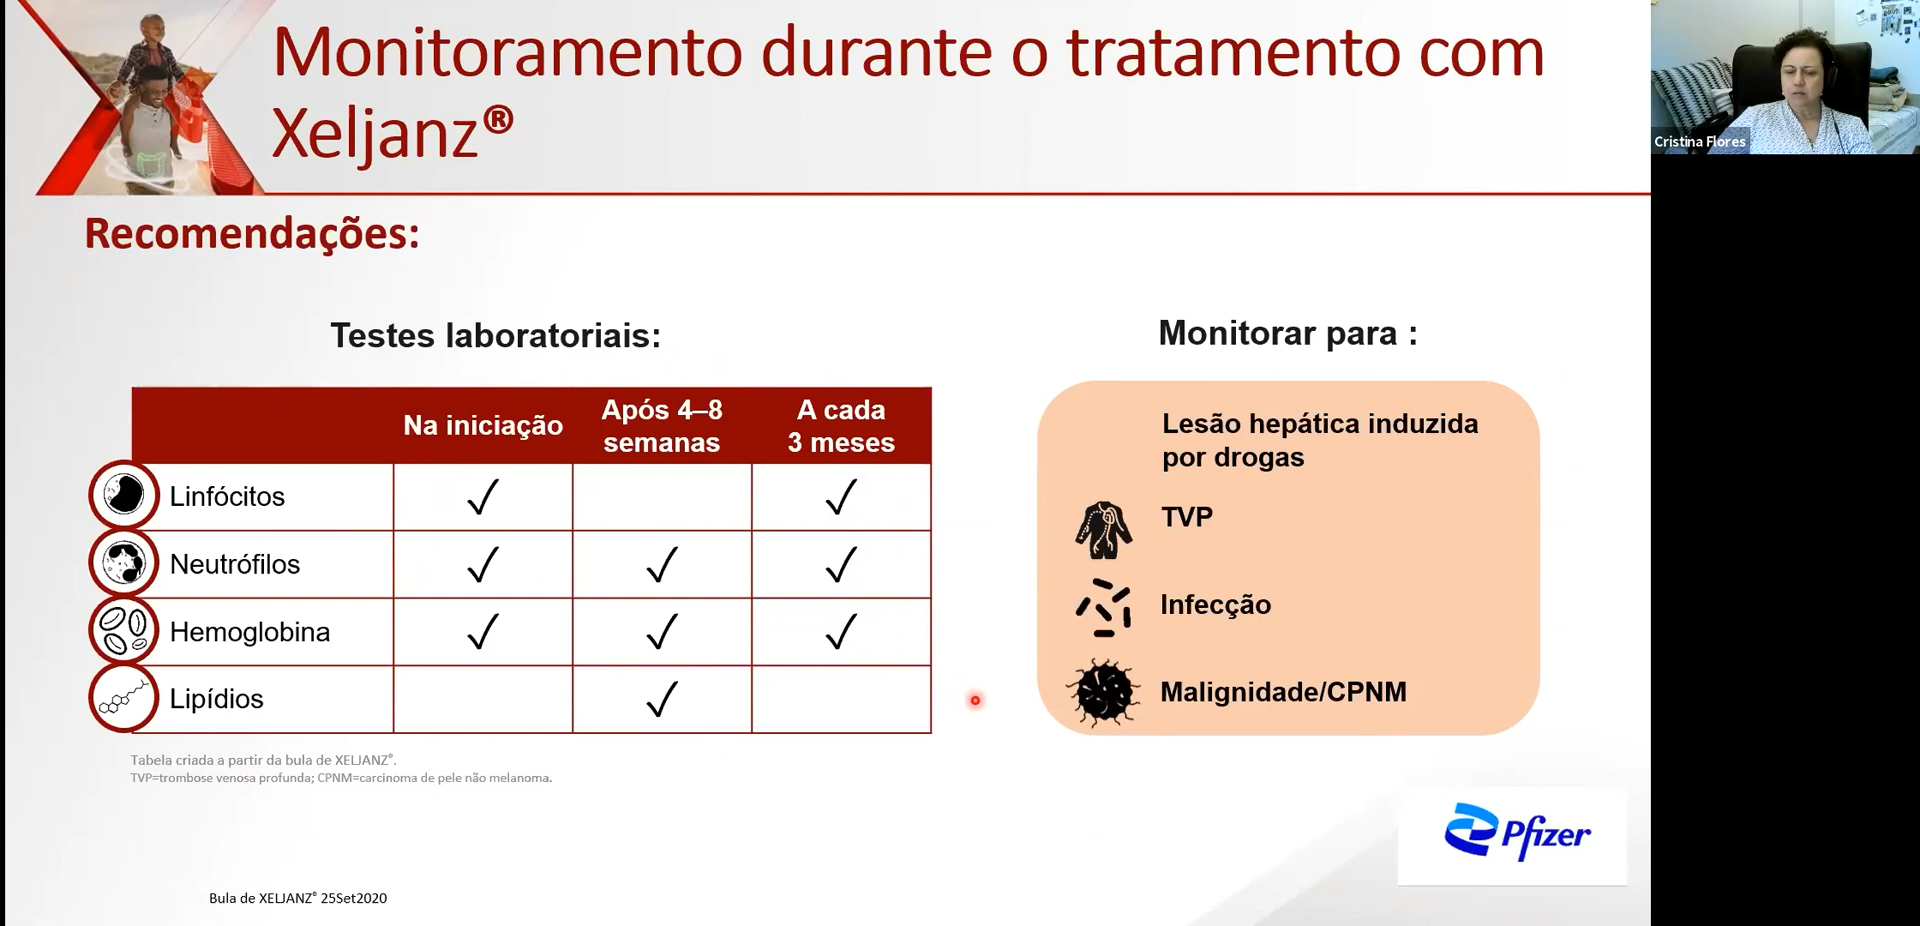 Monitoramento durante o tratamento com
Xeljanz®
Cristina Flores
Recomendações:
Testes laboratoriais:
Na iniciação
Após 4–8
semanas
A cada
3 meses
Linfócitos ✓ ✓
Neutrófilos ✓ ✓ ✓
Hemoglobina ✓ ✓ ✓
Lipídios ✓
Tabela criada a partir da bula de XELJANZ®.
TVP=trombose venosa profunda; CPNM=carcinoma de pele não melanoma.
Monitorar para :
Lesão hepática induzida
por drogas
TVP
Infecção
Malignidade/CPNM
Pfizer
Bula de XELJANZ® 25Set2020